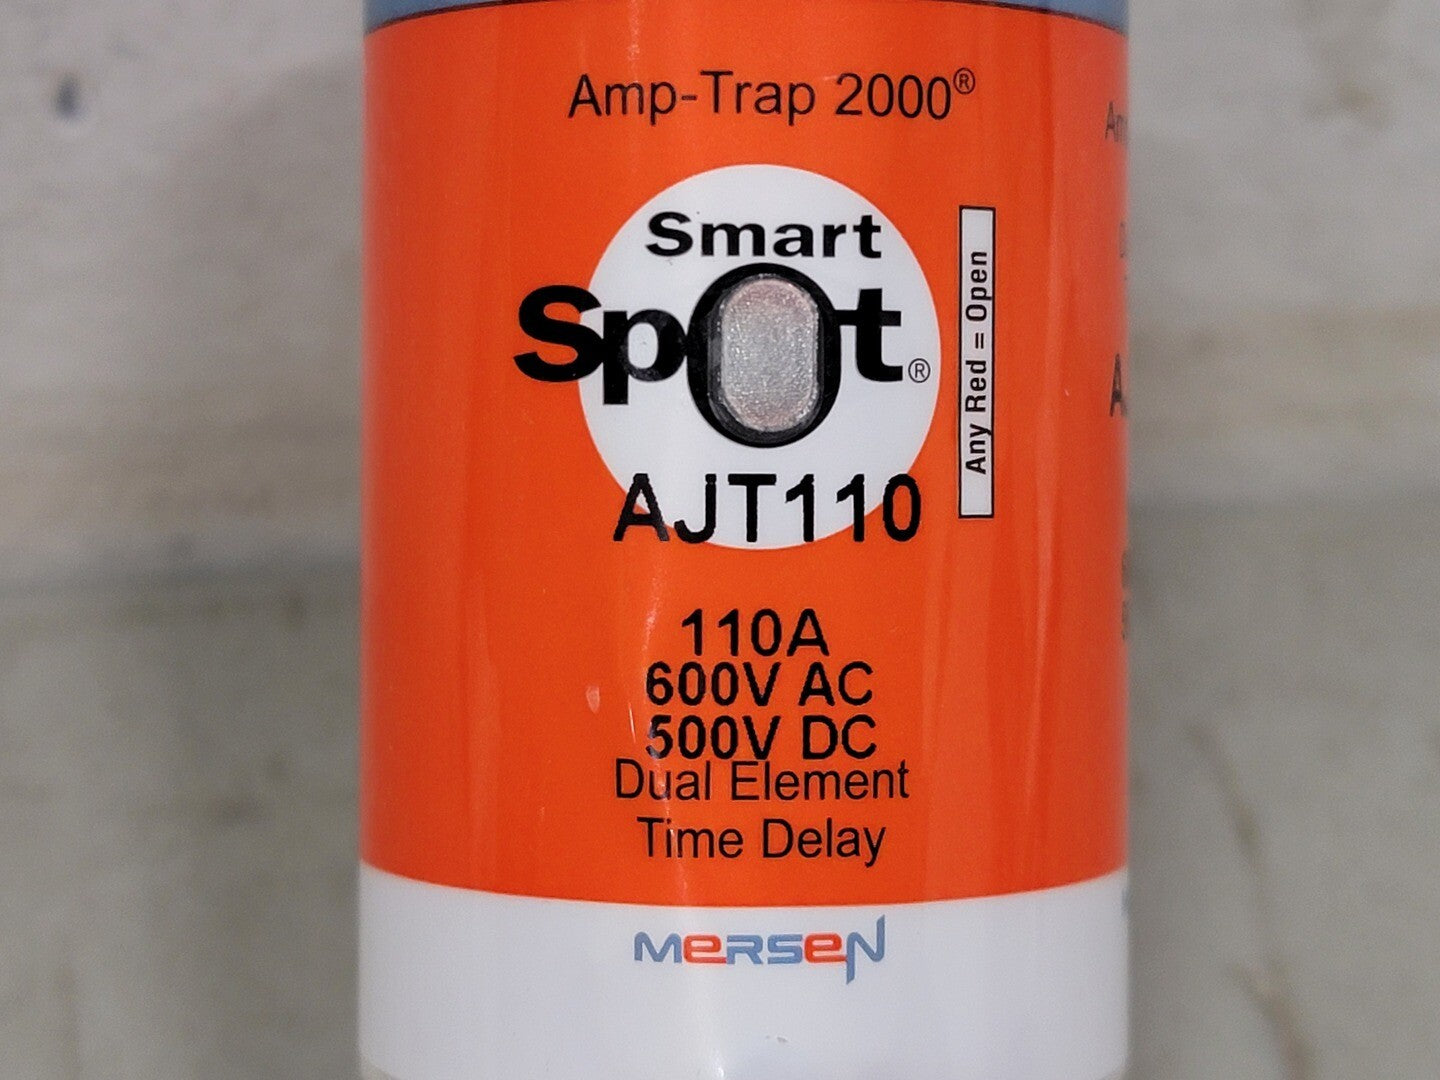 Amp-Trap 2000®
Smart
Spot®
Any Red = Open
AJT110
110A
600V AC
500V DC
Dual Element
Time Delay
MERSEN